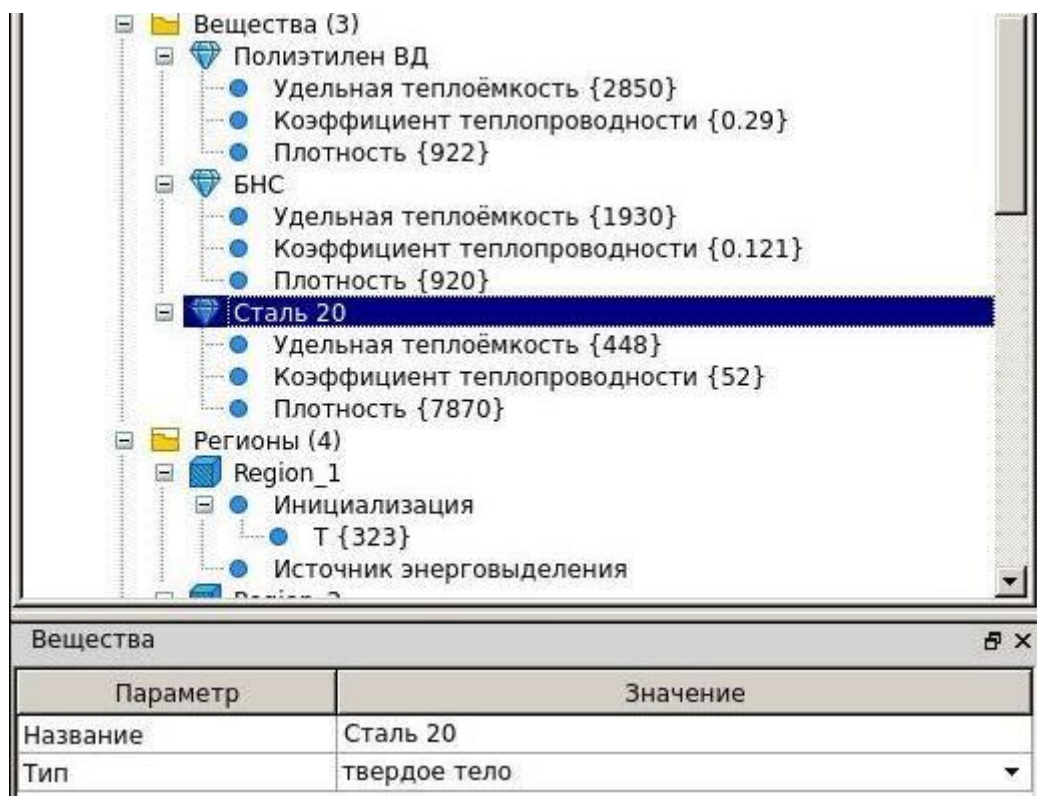 Вещества (3)
Полиэтилен ВД
Удельная теплоёмкость {2850}
Коэффициент теплопроводности {0.29}
Плотность {922}
БНС
Удельная теплоёмкость {1930}
Коэффициент теплопроводности {0.121}
Плотность {920}
Сталь 20
Удельная теплоёмкость {448}
Коэффициент теплопроводности {52}
Плотность {7870}
Регионы (4)
Region_1
Инициализация
T {323}
Источник энерговыделения
Вещества
Параметр Значение
Название Сталь 20
Тип твердое тело